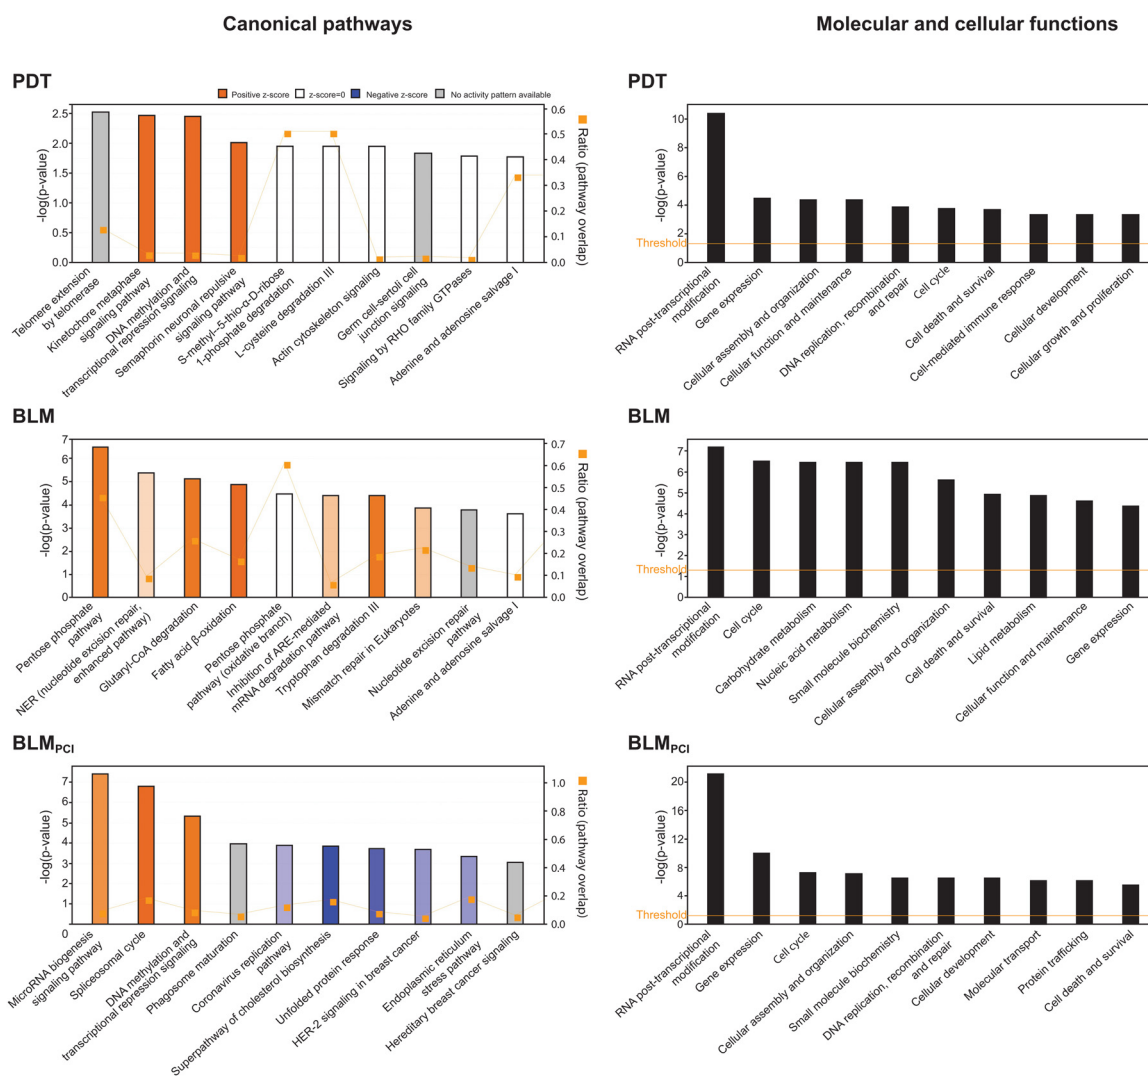 Canonical pathways
Molecular and cellular functions
PDT
Positive z-score
z-score=0
Negative z-score
No activity pattern available
2.5
2.0
1.5
1.0
0.5
0.0
-log(p-value)
0.6
0.5
0.4
0.3
0.2
0.1
0.0
Ratio (pathway overlap)
Telomere extension
by telomerase
Kinetochore metaphase
signaling pathway
DNA methylation and
transcriptional repression signaling
Semaphorin neuronal repulsive
signaling pathway
S-methyl–5-thio-α-D-ribose
1-phosphate degradation
L-cysteine degradation III
Actin cytoskeleton signaling
Germ cell-sertoli cell
junction signaling
Signaling by RHO family GTPases
Adenine and adenosine salvage I
PDT
10
8
6
4
2
0
-log(p-value)
Threshold
RNA post-transcriptional
modification
Gene expression
Cellular assembly and organization
Cellular function and maintenance
DNA replication, recombination
and repair
Cell cycle
Cell death and survival
Cell-mediated immune response
Cellular development
Cellular growth and proliferation
BLM
7
6
5
4
3
2
1
0
-log(p-value)
0.7
0.6
0.5
0.4
0.3
0.2
0.1
0.0
Ratio (pathway overlap)
Pentose phosphate
pathway
NER (nucleotide excision repair,
enhanced pathway)
Glutaryl-CoA degradation
Fatty acid β-oxidation
Pentose phosphate
pathway (oxidative branch)
Inhibition of ARE-mediated
mRNA degradation pathway
Tryptophan degradation III
Mismatch repair in Eukaryotes
Nucleotide excision repair
pathway
Adenine and adenosine salvage I
BLM
7
6
5
4
3
2
1
0
-log(p-value)
Threshold
RNA post-transcriptional
modification
Cell cycle
Carbohydrate metabolism
Nucleic acid metabolism
Small molecule biochemistry
Cellular assembly and organization
Cell death and survival
Lipid metabolism
Cellular function and maintenance
Gene expression
BLM PCI
7
6
5
4
3
2
1
0
-log(p-value)
1.0
0.8
0.6
0.4
0.2
0.0
Ratio (pathway overlap)
MicroRNA biogenesis
signaling pathway
Spliceosomal cycle
DNA methylation and
transcriptional repression signaling
Phagosome maturation
Coronavirus replication
pathway
Superpathway of cholesterol biosynthesis
Unfolded protein response
HER-2 signaling in breast cancer
Endoplasmic reticulum
stress pathway
Hereditary breast cancer signaling
BLM PCI
20
16
12
8
4
0
-log(p-value)
Threshold
RNA post-transcriptional
modification
Gene expression
Cell cycle
Cellular assembly and organization
Small molecule biochemistry
DNA replication, recombination
and repair
Cellular development
Molecular transport
Protein trafficking
Cell death and survival